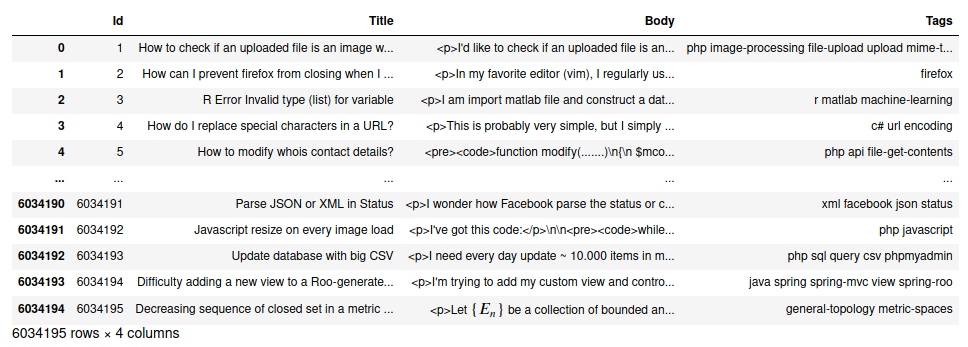 Id Title Body Tags
0 1 How to check if an uploaded file is an image w... <p>I'd like to check if an uploaded file is an... php image-processing file-upload upload mime-t...
1 2 How can I prevent firefox from closing when I ... <p>In my favorite editor (vim), I regularly us... firefox
2 3 R Error Invalid type (list) for variable <p>I am import matlab file and construct a dat... r matlab machine-learning
3 4 How do I replace special characters in a URL? <p>This is probably very simple, but I simply ... c# url encoding
4 5 How to modify whois contact details? <pre><code>function modify(.......)\n{\n $mco... php api file-get-contents
... ... ... ... ...
6034190 6034191 Parse JSON or XML in Status <p>I wonder how Facebook parse the status or c... xml facebook json status
6034191 6034192 Javascript resize on every image load <p>I've got this code:</p>\n\n<pre><code>while... php javascript
6034192 6034193 Update database with big CSV <p>I need every day update ~ 10.000 items in m... php sql query csv phpmyadmin
6034193 6034194 Difficulty adding a new view to a Roo-generate... <p>I'm trying to add my custom view and contro... java spring spring-mvc view spring-roo
6034194 6034195 Decreasing sequence of closed set in a metric ... <p>Let {Eₙ} be a collection of bounded an... general-topology metric-spaces
6034195 rows × 4 columns